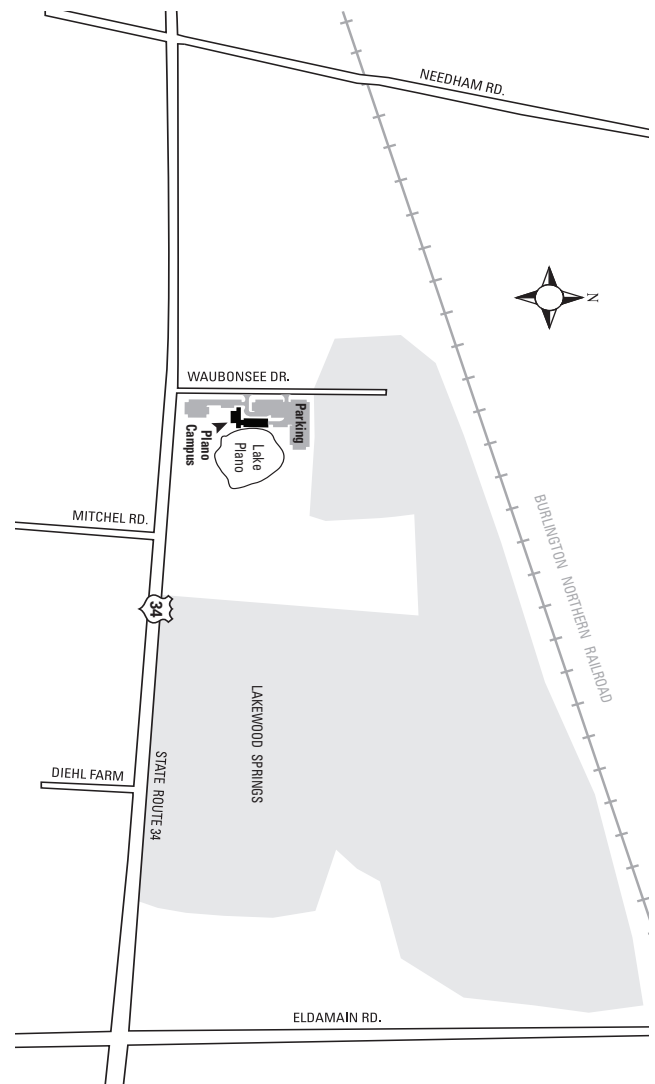 NEEDHAM RD.
N
WAUBONSEE DR.
Parking
Plano
Campus
Lake
Plano
MITCHEL RD.
BURLINGTON NORTHERN RAILROAD
34
LAKEWOOD SPRINGS
DIEHL FARM
STATE ROUTE 34
ELDAMAIN RD.